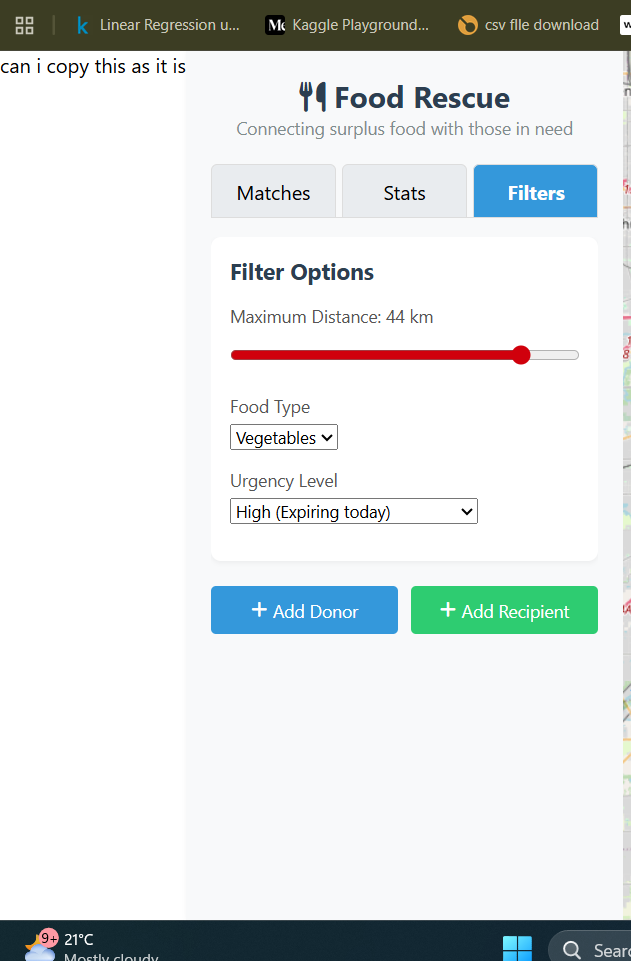 Linear Regression u...
Kaggle Playground...
csv file download
can i copy this as it is
Food Rescue
Connecting surplus food with those in need
Matches
Stats
Filters
Filter Options
Maximum Distance: 44 km
Food Type
Vegetables
Urgency Level
High (Expiring today)
+ Add Donor
+ Add Recipient
9+
21°C
Mostly cloudy
Sear